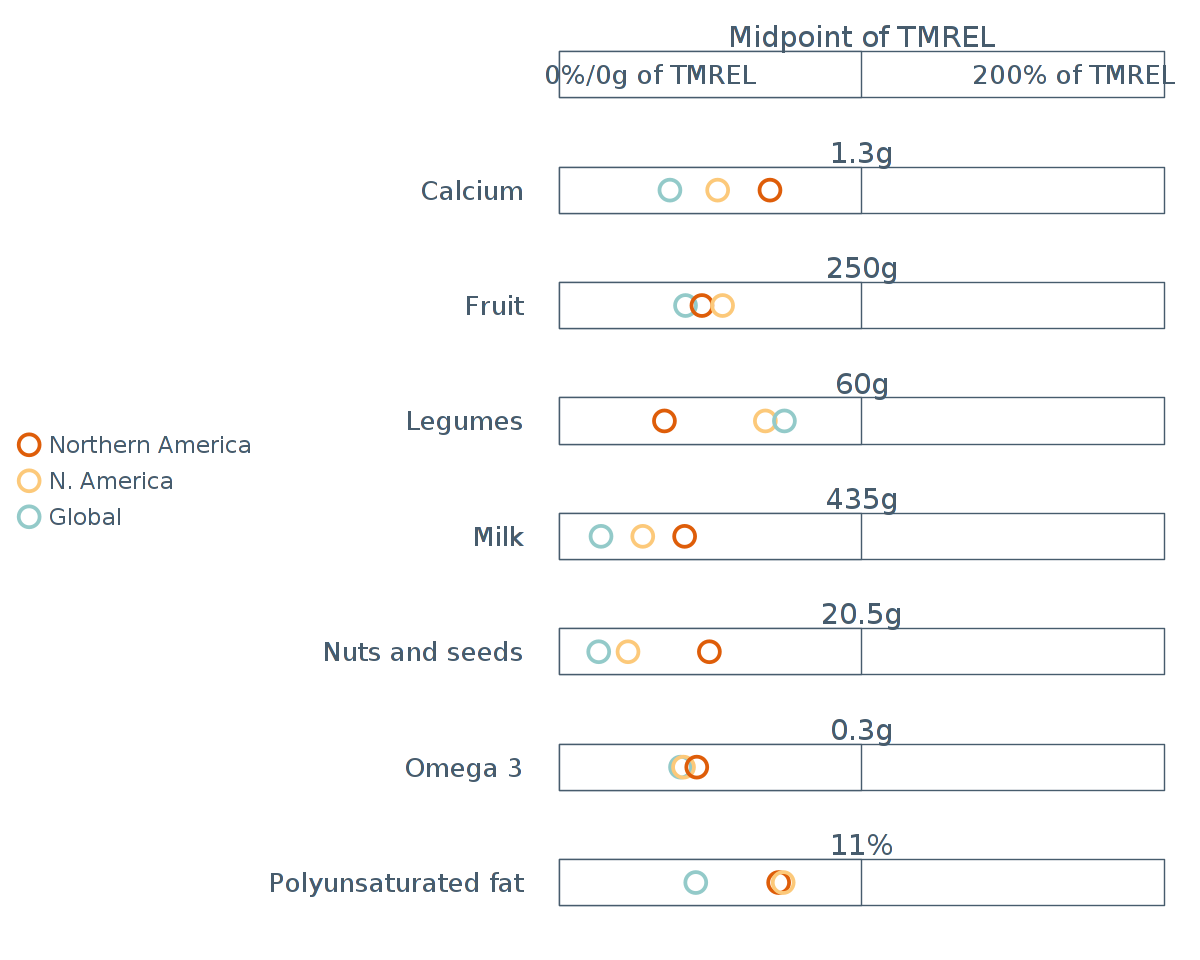 Midpoint of TMREL
0%/0g of TMREL
200% of TMREL
1.3g
Calcium
250g
Fruit
60g
Legumes
Northern America
N. America
Global
435g
Milk
20.5g
Nuts and seeds
0.3g
Omega 3
11%
Polyunsaturated fat